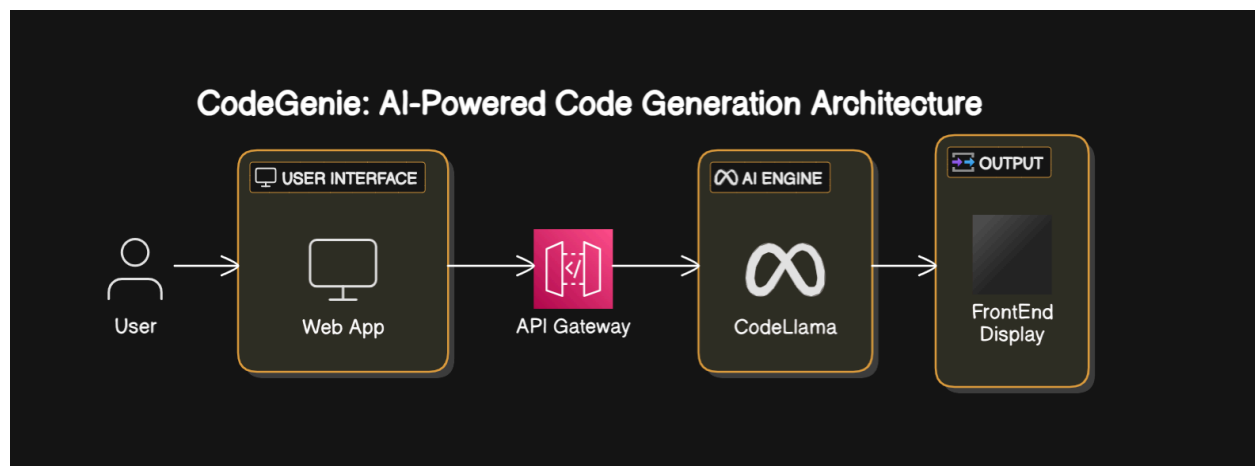 CodeGenie: AI-Powered Code Generation Architecture
USER INTERFACE
AI ENGINE
OUTPUT
User
Web App
API Gateway
CodeLlama
FrontEnd
Display